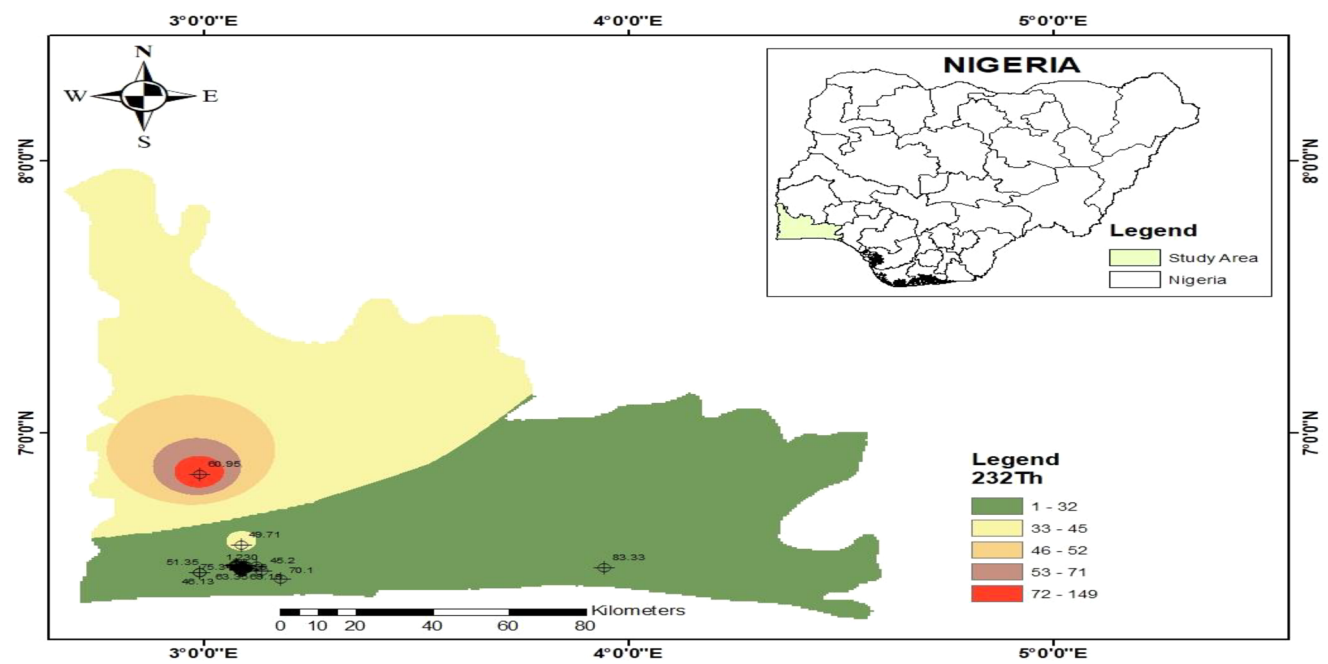 3°0'0"E 4°0'0"E 5°0'0"E
N
W E
S
8°0'0"N
8°0'0"N
NIGERIA
Legend
Study Area
Nigeria
7°0'0"N
7°0'0"N
60.95
49.71
1.230
45.2
51.35
70.1
46.13
83.33
Legend
232Th
1 - 32
33 - 45
46 - 52
53 - 71
72 - 149
Kilometers
0 10 20 40 60 80
3°0'0"E 4°0'0"E 5°0'0"E